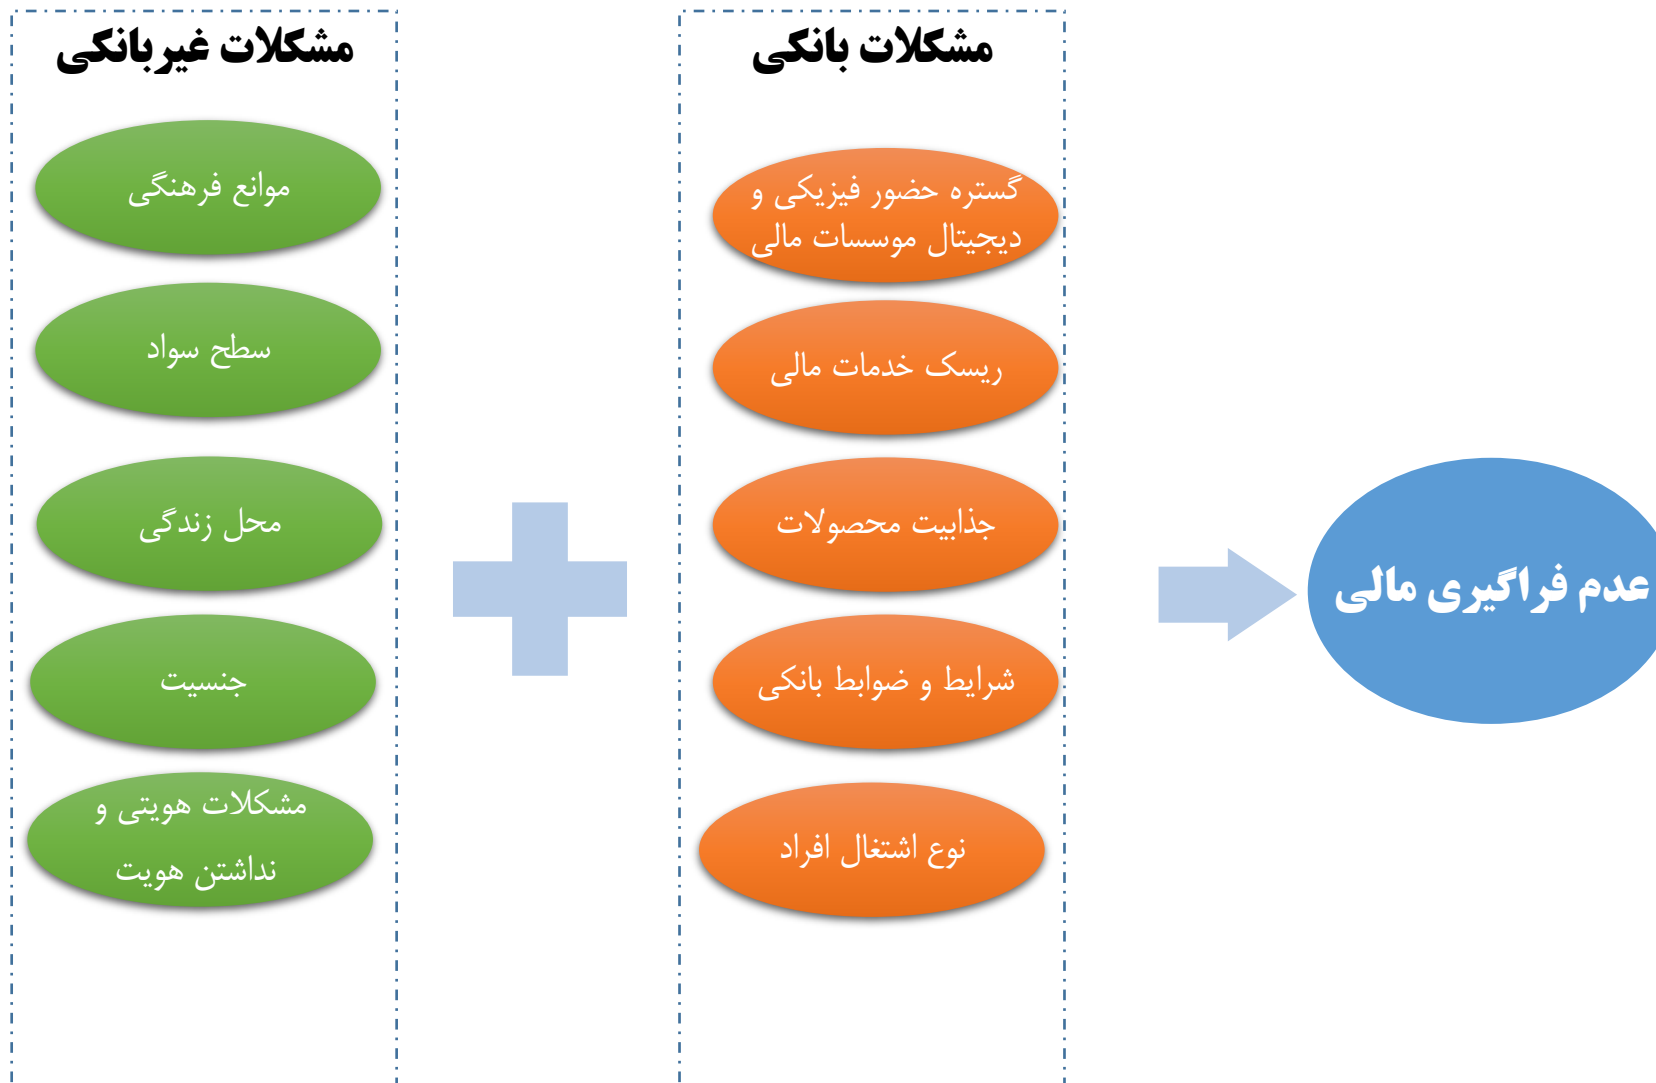 مشکلات غیربانکی
موانع فرهنگی
سطح سواد
محل زندگی
جنسیت
مشکلات هویتی و
نداشتن هویت
مشکلات بانکی
گستره حضور فیزیکی و
دیجیتال موسسات مالی
ریسک خدمات مالی
جذابیت محصولات
شرایط و ضوابط بانکی
نوع اشتغال افراد
عدم فراگیری مالی